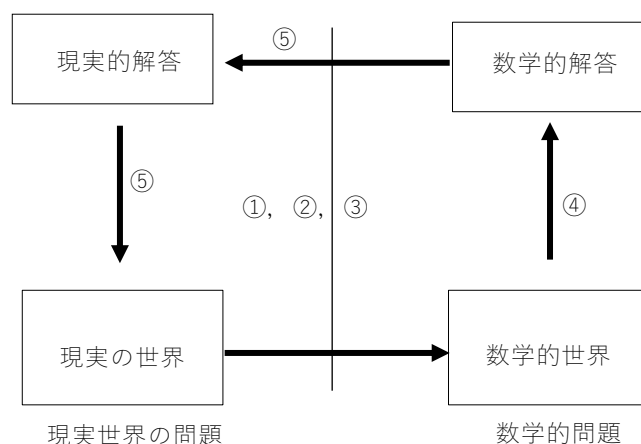 ⑤
現実的解答
数学的解答
⑤
①, ②, ③
④
現実の世界
数学的世界
現実世界の問題
数学的問題